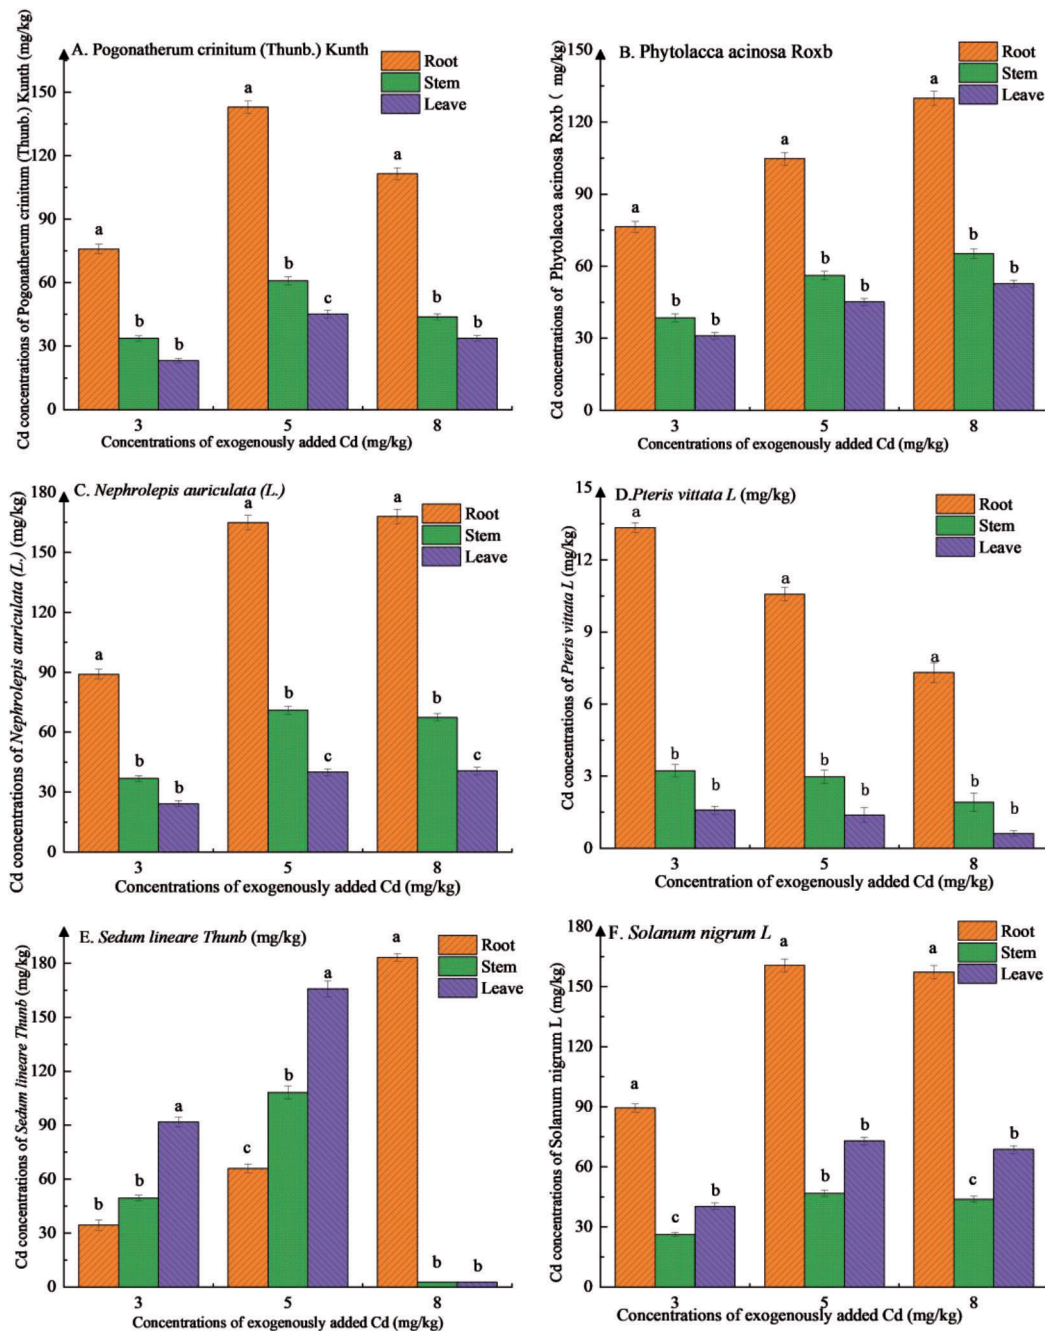 A. Pogonatherum crinitum (Thunb.) Kunth
Root
Stem
Leave
Cd concentrations of Pogonatherum crinitum (Thunb.) Kunth (mg/kg)
150
120
90
60
30
0
a
b
b
a
b
c
a
b
b
3
5
8
Concentrations of exogenously added Cd (mg/kg)
B. Phytolacca acinosa Roxb
Root
Stem
Leave
Cd concentrations of Phytolacca acinosa Roxb ( mg/kg)
150
120
90
60
30
0
a
b
b
a
b
b
a
b
b
3
5
8
Concentrations of exogenously added Cd (mg/kg)
C. Nephrolepis auriculata (L.)
Root
Stem
Leave
Cd concentrations of Nephrolepis auriculata (L.) (mg/kg)
180
150
120
90
60
30
0
a
b
b
a
b
c
a
b
c
3
5
8
Concentrations of exogenously added Cd (mg/kg)
D.Pteris vittata L (mg/kg)
Root
Stem
Leave
Cd concentrations of Pteris vittata L (mg/kg)
15
12
9
6
3
0
a
b
b
a
b
b
a
b
b
3
5
8
Concentration of exogenously added Cd (mg/kg)
E. Sedum lineare Thunb (mg/kg)
Root
Stem
Leave
Cd concentrations of Sedum lineare Thunb (mg/kg)
180
150
120
90
60
30
0
b
b
a
c
b
a
a
b
b
3
5
8
Concentrations of exogenously added Cd (mg/kg)
F. Solanum nigrum L
Root
Stem
Leave
Cd concentrations of Solanum nigrum L (mg/kg)
180
150
120
90
60
30
0
a
c
b
a
b
b
a
c
b
3
5
8
Concentrations of exogenously added Cd (mg/kg)